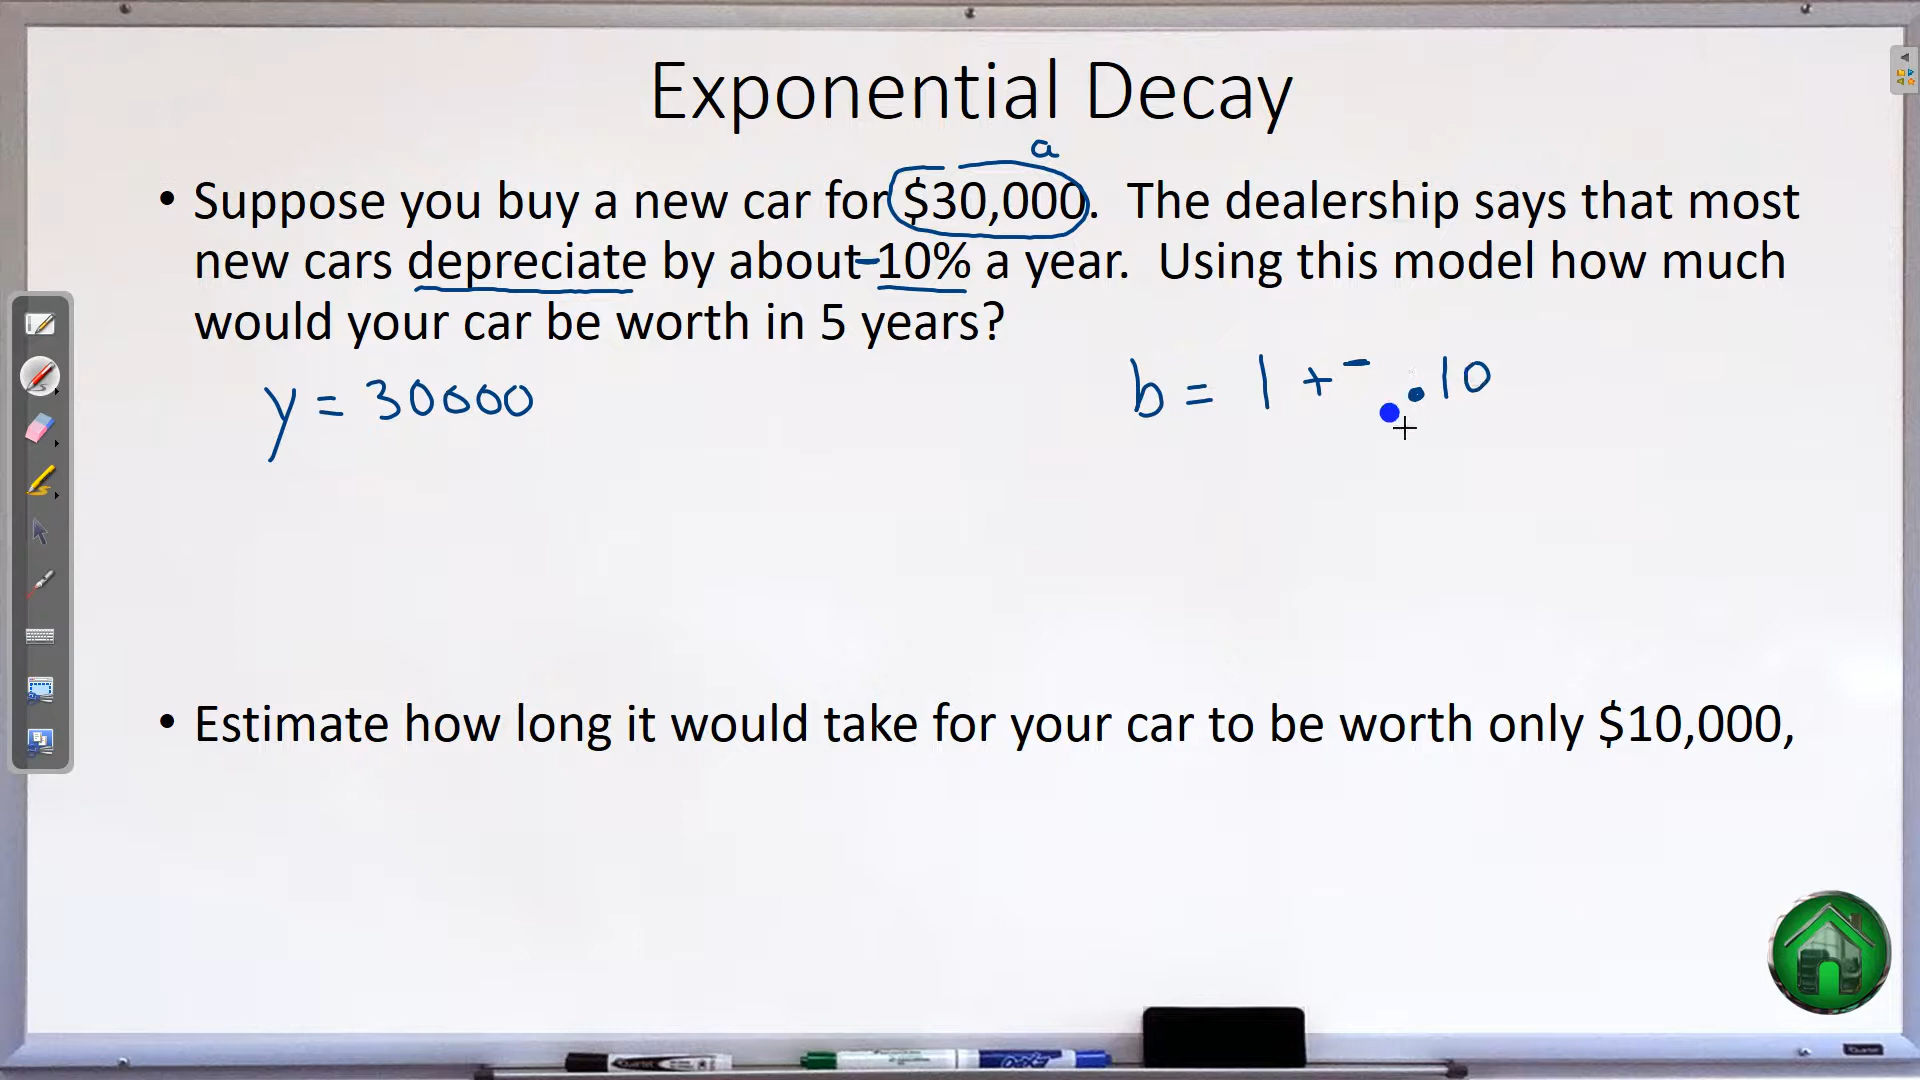 Exponential Decay
a
• Suppose you buy a new car for $30,000. The dealership says that most
new cars depreciate by about -10% a year. Using this model how much
would your car be worth in 5 years?
y = 30000
b = 1 + - .10
• Estimate how long it would take for your car to be worth only $10,000,